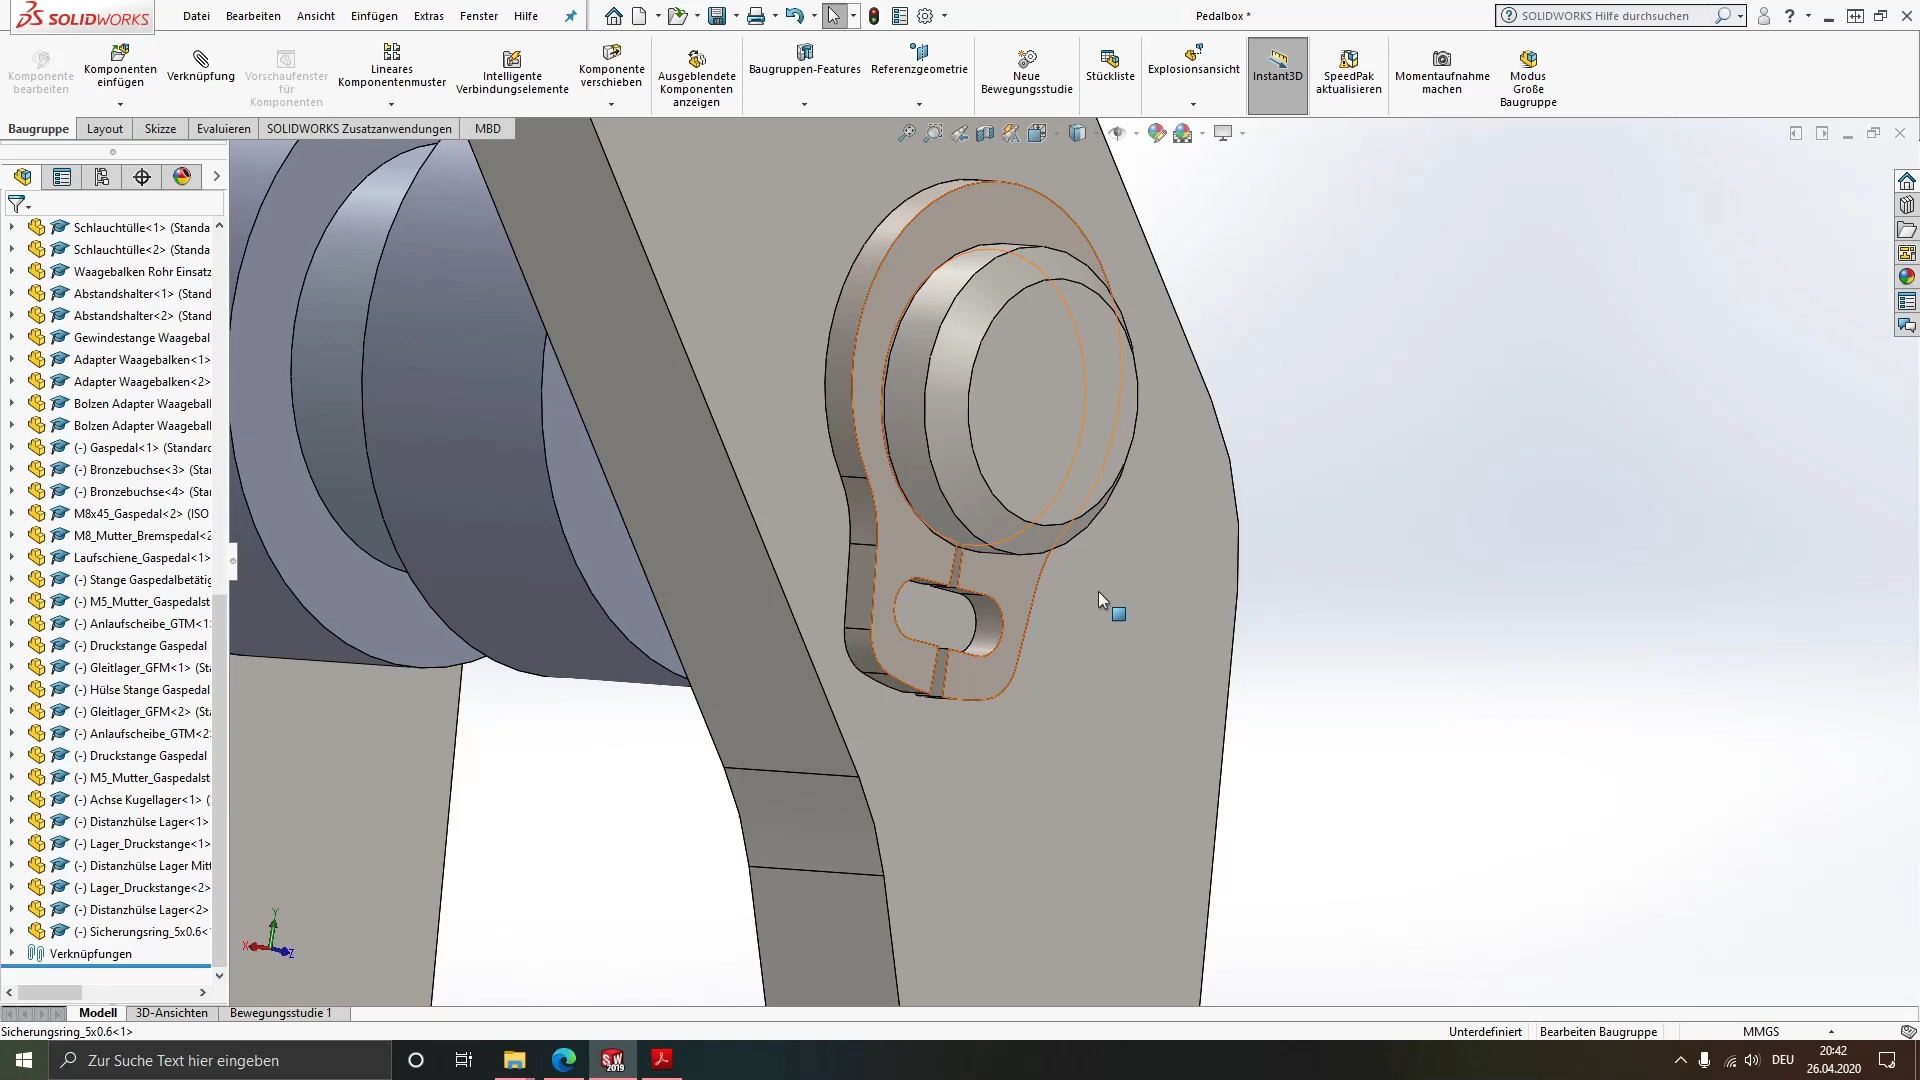 SOLIDWORKS
Datei Bearbeiten Ansicht Einfügen Extras Fenster Hilfe
Pedalbox *
SOLIDWORKS Hilfe durchsuchen
Komponente bearbeiten
Komponenten einfügen
Verknüpfung
Vorschaufenster für Komponenten
Lineares Komponentenmuster
Intelligente Verbindungselemente
Komponente verschieben
Ausgeblendete Komponenten anzeigen
Baugruppen-Features
Referenzgeometrie
Neue Bewegungsstudie
Stückliste
Explosionsansicht
Instant3D
SpeedPak aktualisieren
Momentaufnahme machen
Modus Große Baugruppe
Baugruppe Layout Skizze Evaluieren SOLIDWORKS Zusatzanwendungen MBD
Schlauchtülle<1> (Standa
Schlauchtülle<2> (Standa
Waagebalken Rohr Einsatz
Abstandshalter<1> (Stand
Abstandshalter<2> (Stand
Gewindestange Waagebal
Adapter Waagebalken<1>
Adapter Waagebalken<2>
Bolzen Adapter Waageball
Bolzen Adapter Waageball
(-) Gaspedal<1> (Standard
(-) Bronzebuchse<3> (Star
(-) Bronzebuchse<4> (Star
M8x45_Gaspedal<2> (ISO
M8_Mutter_Bremspedal<2
Laufschiene_Gaspedal<1>
(-) Stange Gaspedalbetätig
(-) M5_Mutter_Gaspedalst
(-) Anlaufscheibe_GTM<1>
(-) Druckstange Gaspedal
(-) Gleitlager_GFM<1> (Sta
(-) Hülse Stange Gaspedal
(-) Gleitlager_GFM<2> (Sta
(-) Anlaufscheibe_GTM<2>
(-) Druckstange Gaspedal
(-) M5_Mutter_Gaspedalst
(-) Achse Kugellager<1> (
(-) Distanzhülse Lager<1>
(-) Lager_Druckstange<1>
(-) Distanzhülse Lager Mitt
(-) Lager_Druckstange<2>
(-) Distanzhülse Lager<2>
(-) Sicherungsring_5x0.6<
Verknüpfungen
Y
X
Z
Modell 3D-Ansichten Bewegungsstudie 1
Sicherungsring_5x0.6<1>
Unterdefiniert Bearbeiten Baugruppe MMGS
Zur Suche Text hier eingeben
SW 2019
DEU
20:42
26.04.2020